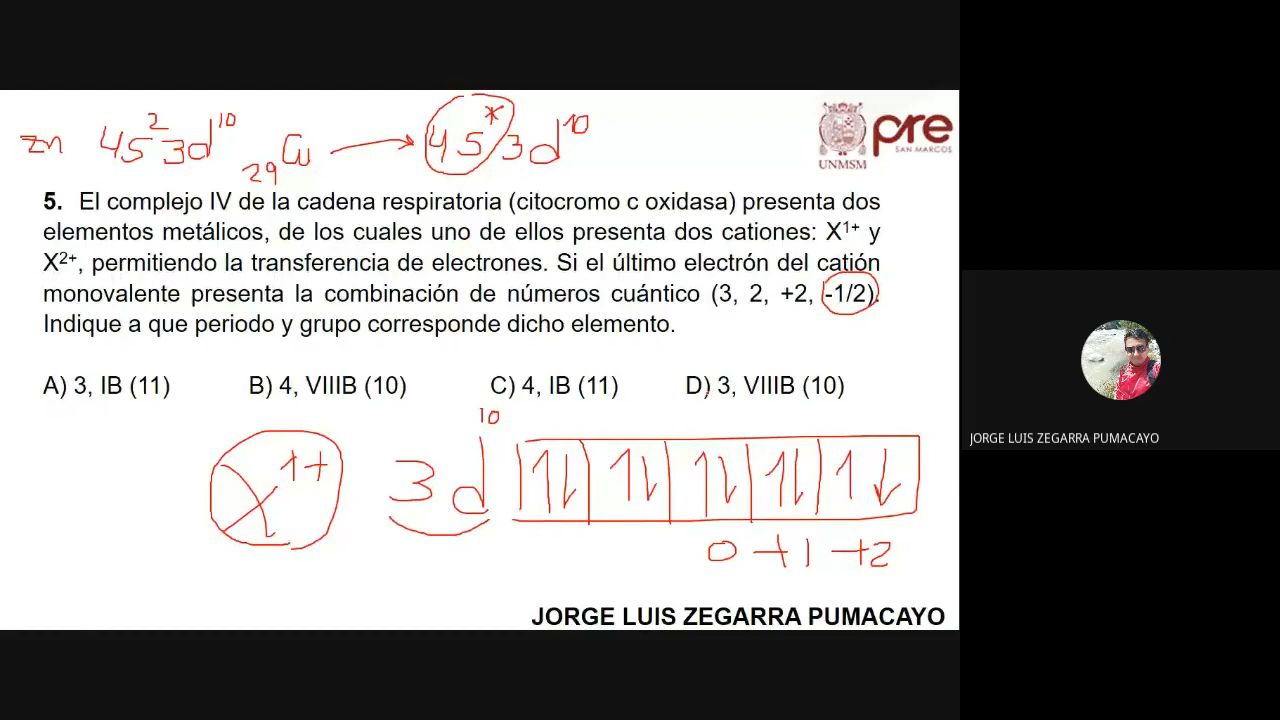 Zn 4S² 3d¹⁰ ₂₉Cu → 4S* 3d¹⁰
pre
SAN MARCOS
UNMSM
5. El complejo IV de la cadena respiratoria (citocromo c oxidasa) presenta dos
elementos metálicos, de los cuales uno de ellos presenta dos cationes: X¹⁺ y
X²⁺, permitiendo la transferencia de electrones. Si el último electrón del catión
monovalente presenta la combinación de números cuántico (3, 2, +2, -1/2).
Indique a que periodo y grupo corresponde dicho elemento.
A) 3, IB (11) B) 4, VIIIB (10) C) 4, IB (11) D) 3, VIIIB (10)
X¹⁺ 3d¹⁰ ↑↓ ↑↓ ↑↓ ↑↓ ↑↓
0 +1 +2
JORGE LUIS ZEGARRA PUMACAYO
JORGE LUIS ZEGARRA PUMACAYO